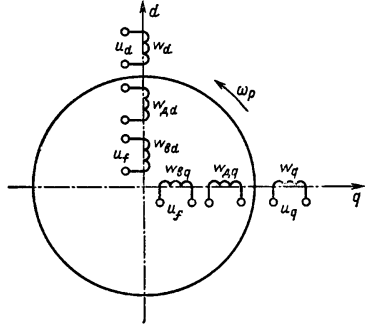 d
u_d w_d
ω_p
w_дd
u_f w_вd
w_вq w_дq w_q
u_f u_q q